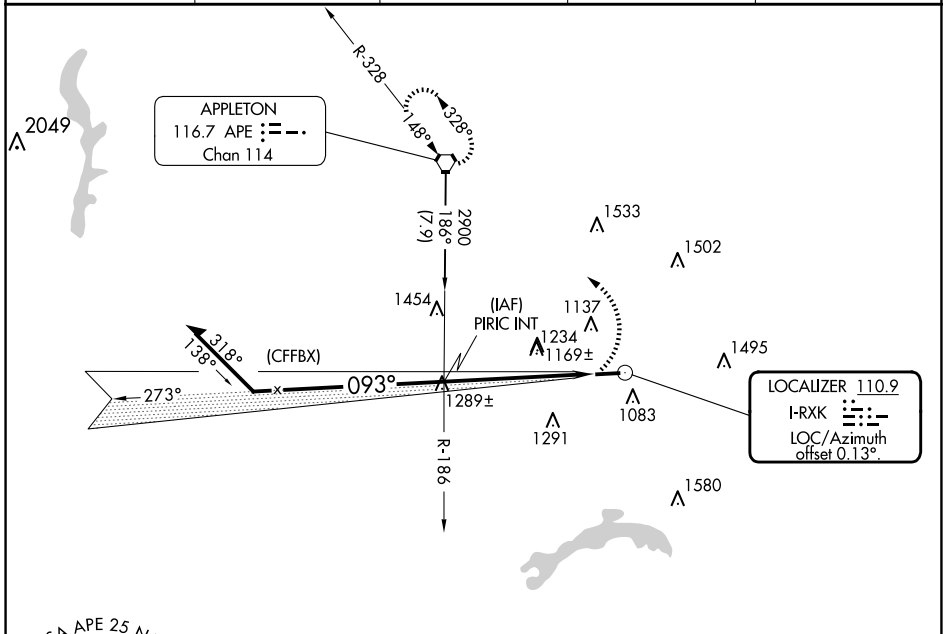 R-328
APPLETON
116.7 APE
Chan 114
2049
148°
328°
2900
186°
(7.9)
1533
1502
1454
(IAF)
PIRIC INT
1137
1234
1169±
1495
318°
138°
(CFFBX)
x
093°
273°
1289±
1083
1291
LOCALIZER 110.9
I-RXK
LOC/Azimuth
offset 0.13°.
R-186
1580
APE 25